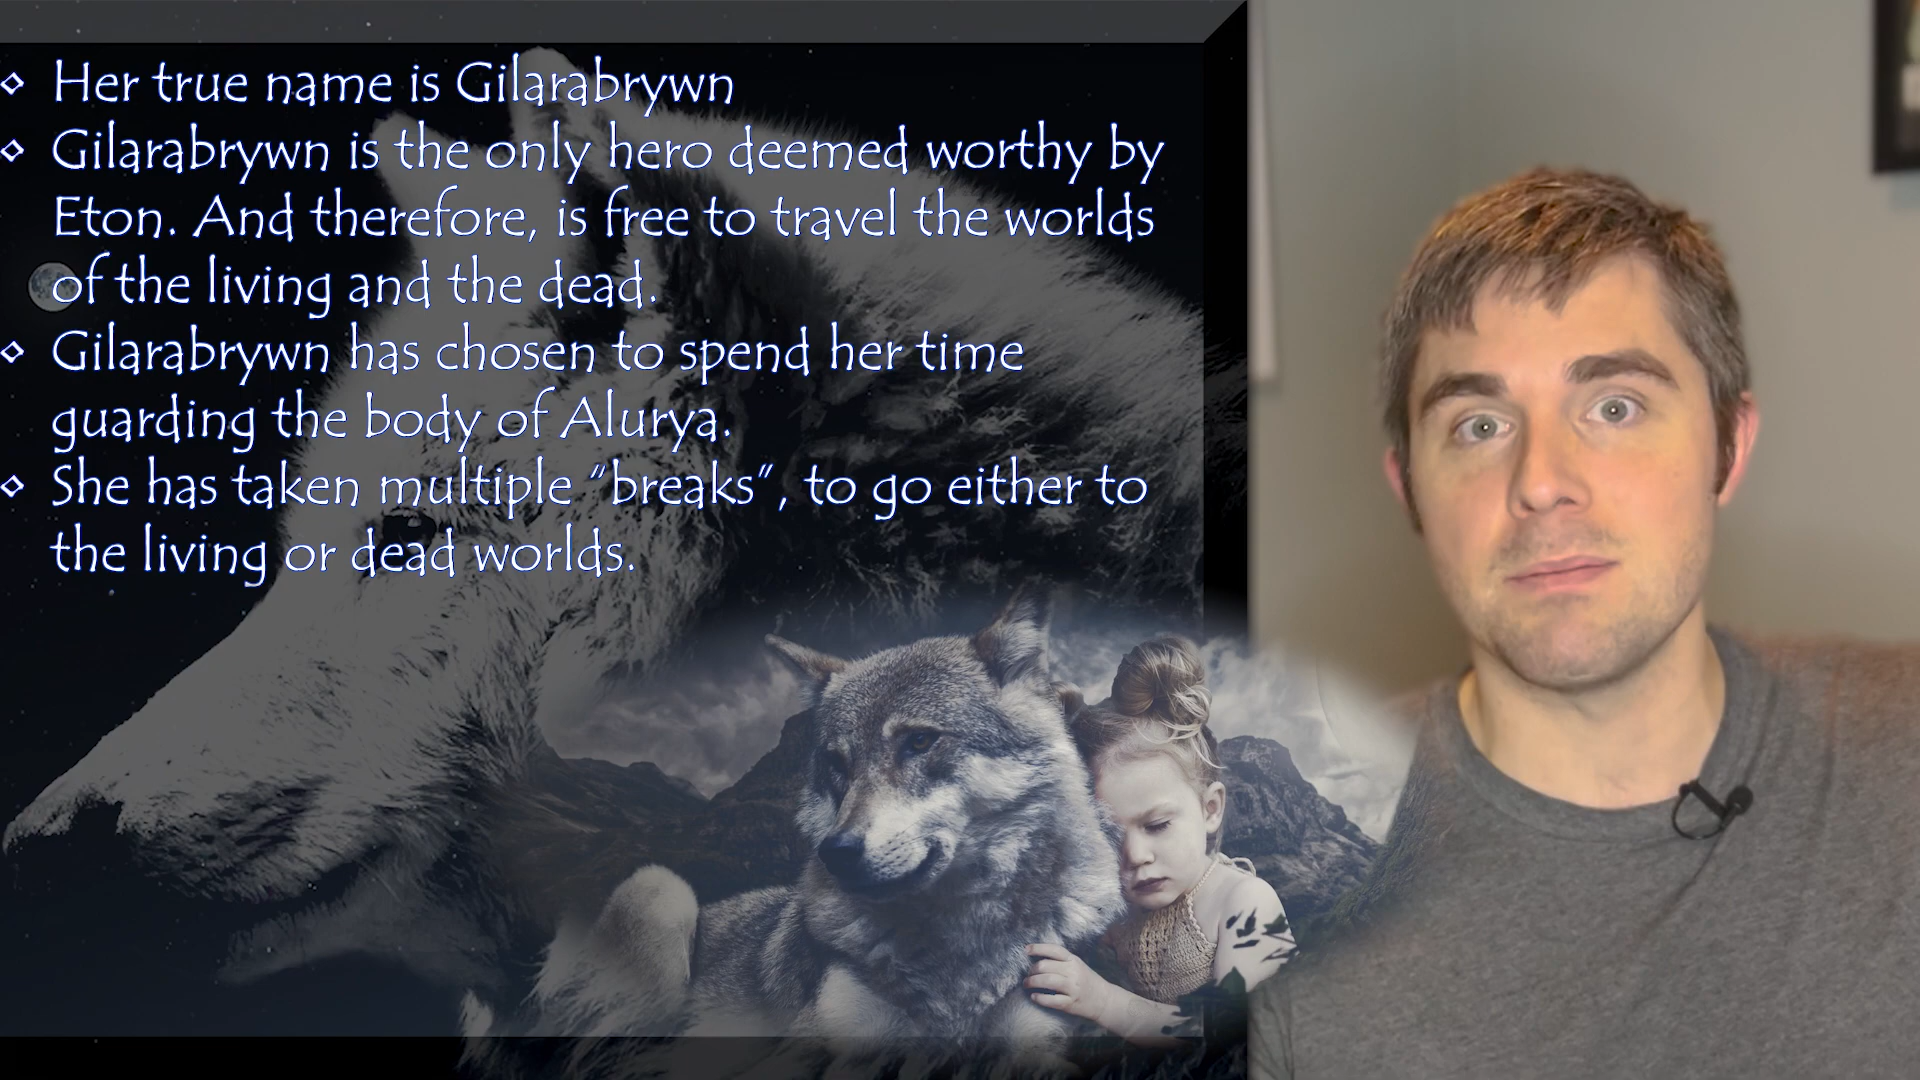 ◇ Her true name is Gilarabrywn
◇ Gilarabrywn is the only hero deemed worthy by
Eton. And therefore, is free to travel the worlds
of the living and the dead.
◇ Gilarabrywn has chosen to spend her time
guarding the body of Alurya.
◇ She has taken multiple “breaks”, to go either to
the living or dead worlds.